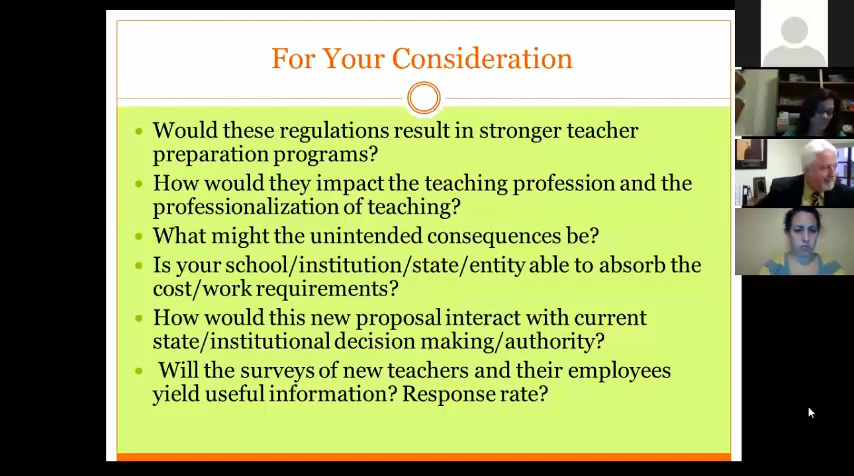 For Your Consideration
Would these regulations result in stronger teacher
preparation programs?
How would they impact the teaching profession and the
professionalization of teaching?
What might the unintended consequences be?
Is your school/institution/state/entity able to absorb the
cost/work requirements?
How would this new proposal interact with current
state/institutional decision making/authority?
Will the surveys of new teachers and their employees
yield useful information? Response rate?